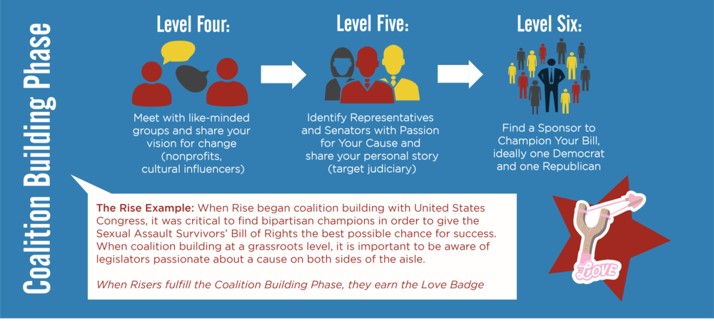 Coalition Building Phase
Level Four:
Meet with like-minded
groups and share your
vision for change
(nonprofits,
cultural influencers)
Level Five:
Identify Representatives
and Senators with Passion
for Your Cause and
share your personal story
(target judiciary)
Level Six:
Find a Sponsor to
Champion Your Bill,
ideally one Democrat
and one Republican
The Rise Example: When Rise began coalition building with United States
Congress, it was critical to find bipartisan champions in order to give the
Sexual Assault Survivors' Bill of Rights the best possible chance for success.
When coalition building at a grassroots level, it is important to be aware of
legislators passionate about a cause on both sides of the aisle.
When Risers fulfill the Coalition Building Phase, they earn the Love Badge
LOVE